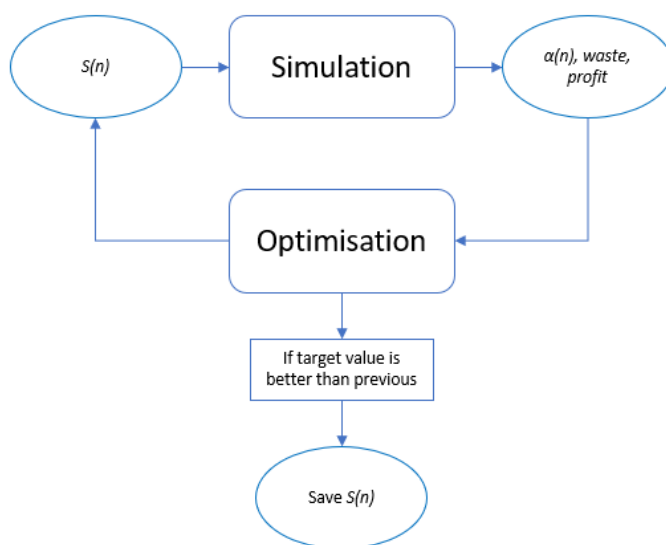 S(n)
Simulation
α(n), waste,
profit
Optimisation
If target value is
better than previous
Save S(n)